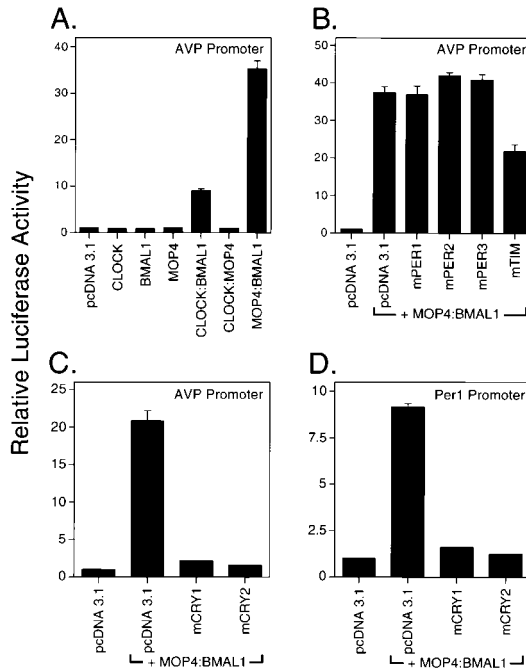 Relative Luciferase Activity
A.
AVP Promoter
40
30
20
10
0
pcDNA 3.1
CLOCK
BMAL1
MOP4
CLOCK:BMAL1
CLOCK:MOP4
MOP4:BMAL1
B.
AVP Promoter
50
40
30
20
10
0
pcDNA 3.1
pcDNA 3.1
mPER1
mPER2
mPER3
mTIM
+ MOP4:BMAL1
C.
AVP Promoter
25
20
15
10
5
0
pcDNA 3.1
pcDNA 3.1
mCRY1
mCRY2
+ MOP4:BMAL1
D.
Per1 Promoter
10
7.5
5
2.5
0
pcDNA 3.1
pcDNA 3.1
mCRY1
mCRY2
+ MOP4:BMAL1